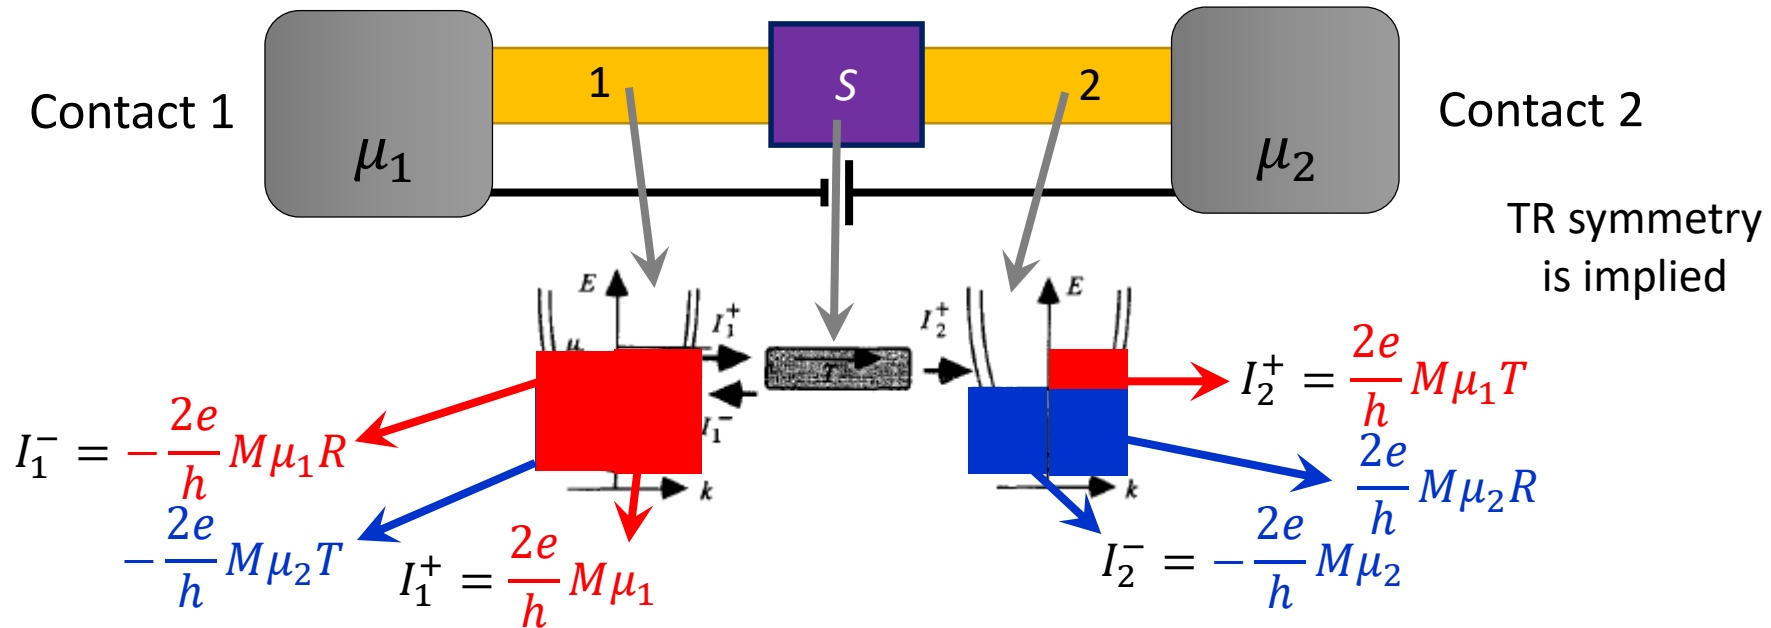 1
S
2
Contact 1
μ₁
Contact 2
μ₂
TR symmetry
is implied
E
E
I₁⁺
I₂⁺
μ
T
I₁⁻
k
k
I₂⁺ = 2e/h Mμ₁T
2e/h Mμ₂R
I₁⁻ = − 2e/h Mμ₁R
− 2e/h Mμ₂T
I₁⁺ = 2e/h Mμ₁
I₂⁻ = − 2e/h Mμ₂